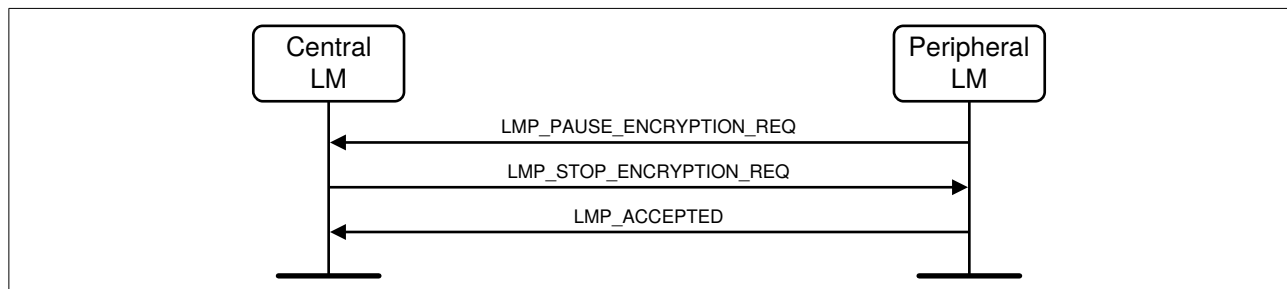 Central
LM
Peripheral
LM
LMP_PAUSE_ENCRYPTION_REQ
LMP_STOP_ENCRYPTION_REQ
LMP_ACCEPTED